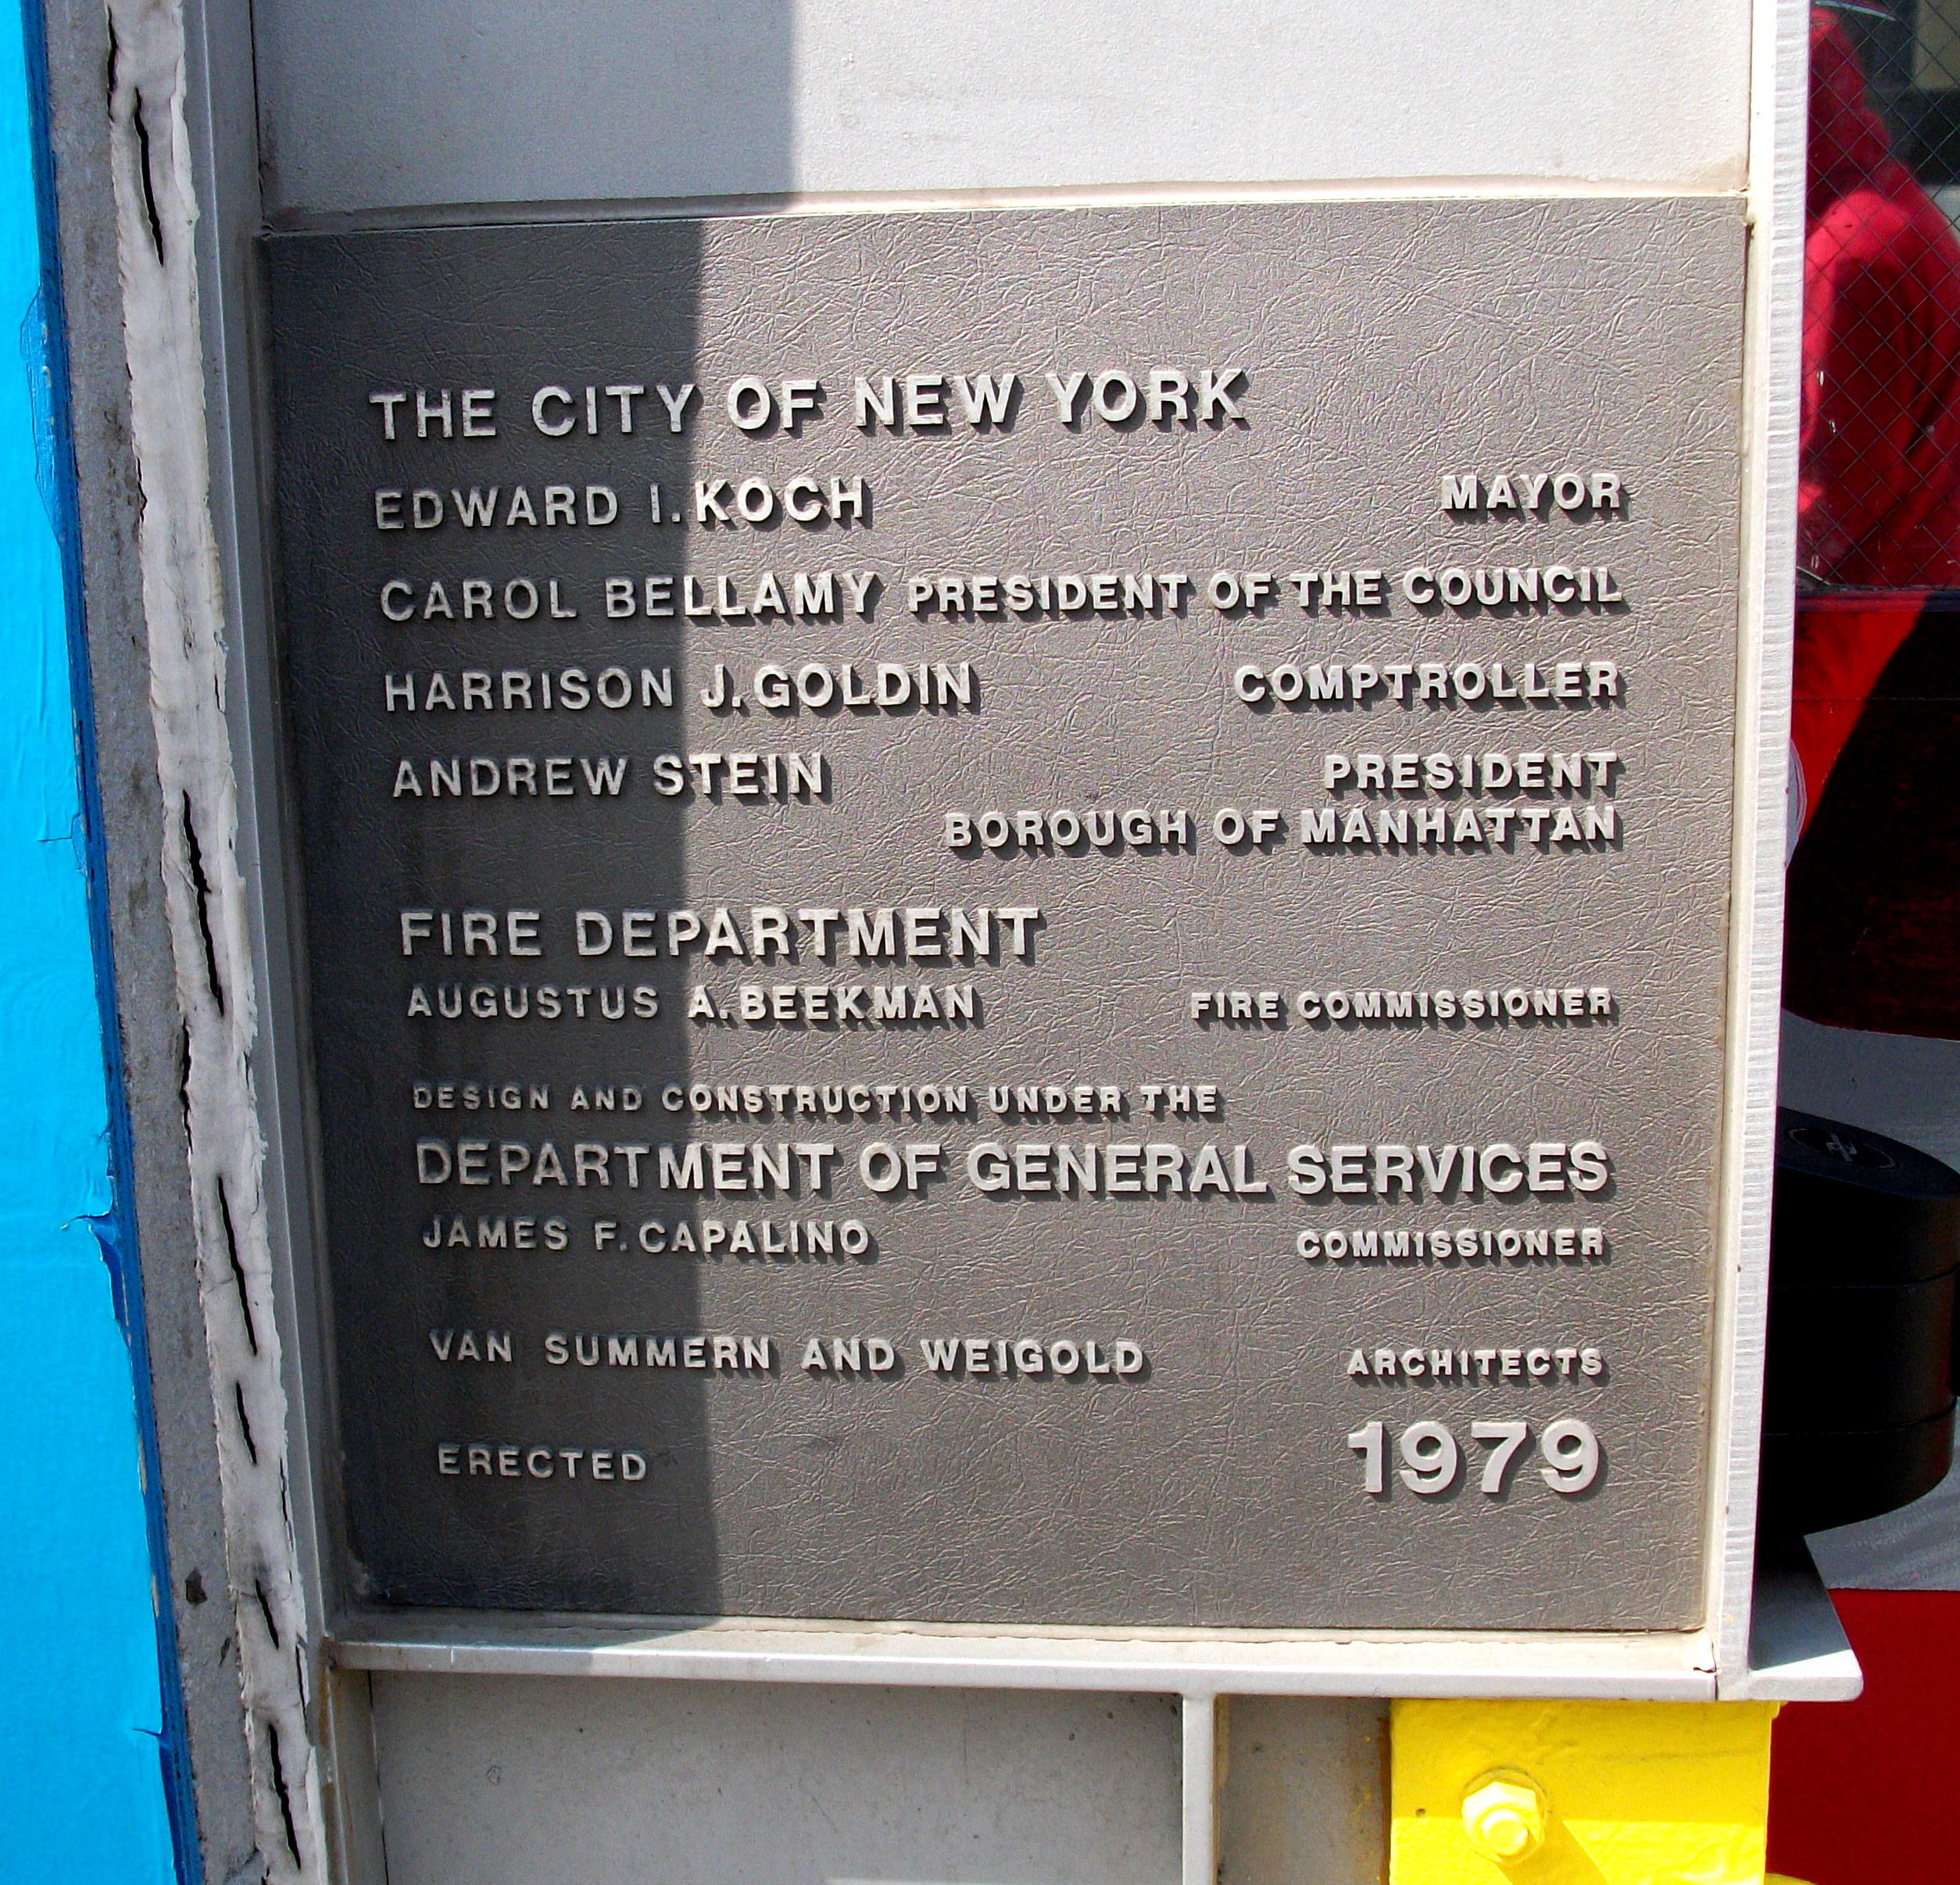 THE CITY OF NEW YORK
EDWARD I. KOCH MAYOR
CAROL BELLAMY PRESIDENT OF THE COUNCIL
HARRISON J. GOLDIN COMPTROLLER
ANDREW STEIN PRESIDENT
BOROUGH OF MANHATTAN
FIRE DEPARTMENT
AUGUSTUS A. BEEKMAN FIRE COMMISSIONER
DESIGN AND CONSTRUCTION UNDER THE
DEPARTMENT OF GENERAL SERVICES
JAMES F. CAPALINO COMMISSIONER
VAN SUMMERN AND WEIGOLD ARCHITECTS
ERECTED 1979